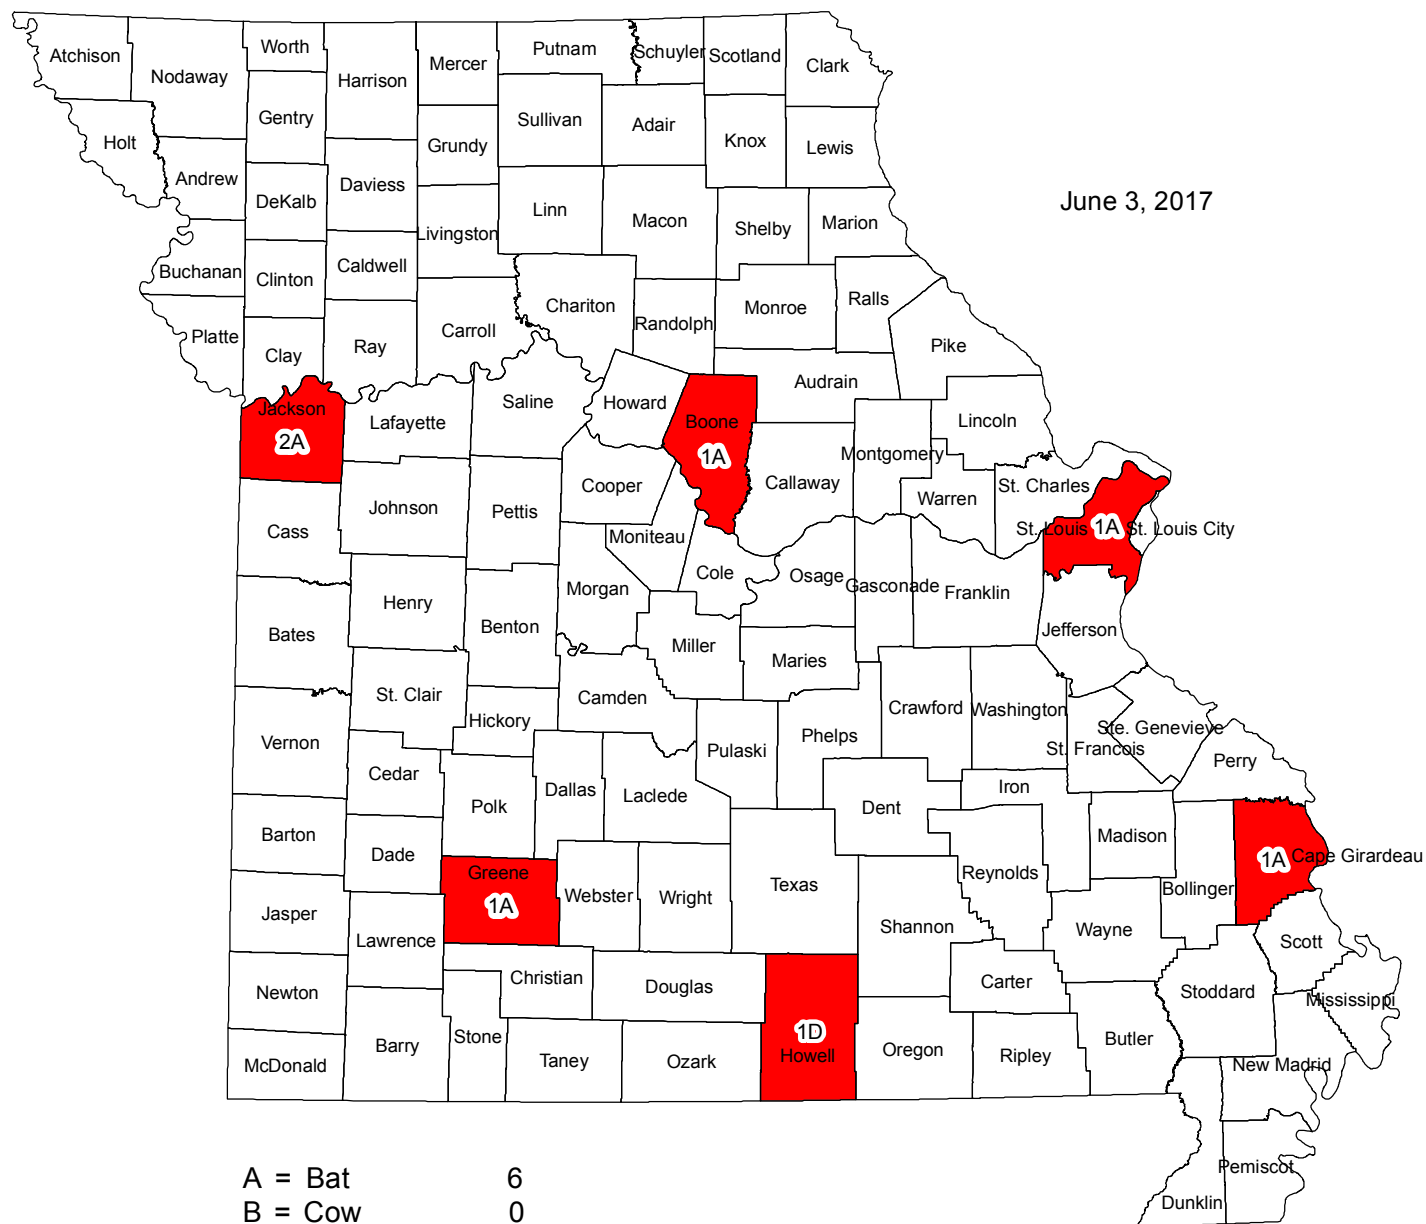 Atchison
Nodaway
Worth
Harrison
Mercer
Putnam
Schuyler
Scotland
Clark
Holt
Gentry
Sullivan
Adair
Knox
Lewis
Grundy
Andrew
DeKalb
Daviess
Linn
Macon
Shelby
Marion
June 3, 2017
Livingston
Buchanan
Clinton
Caldwell
Chariton
Randolph
Monroe
Ralls
Platte
Clay
Ray
Carroll
Pike
Audrain
Jackson
2A
Lafayette
Saline
Howard
Boone
1A
Lincoln
Montgomery
Callaway
Cooper
Warren
St. Charles
Cass
Johnson
Pettis
Moniteau
St. Louis
1A
St. Louis City
Cole
Osage
Gasconade
Franklin
Morgan
Henry
Benton
Bates
Miller
Maries
Jefferson
St. Clair
Camden
Hickory
Crawford
Washington
Ste. Genevieve
St. Francois
Vernon
Pulaski
Phelps
Perry
Cedar
Polk
Dallas
Laclede
Dent
Iron
Barton
Dade
Madison
Cape Girardeau
1A
Greene
1A
Webster
Wright
Texas
Reynolds
Bollinger
Jasper
Lawrence
Shannon
Wayne
Scott
Christian
Douglas
Carter
Stoddard
Mississippi
Newton
1D
Howell
Barry
Stone
Taney
Ozark
Oregon
Ripley
Butler
McDonald
New Madrid
Pemiscot
Dunklin
A = Bat 6
B = Cow 0